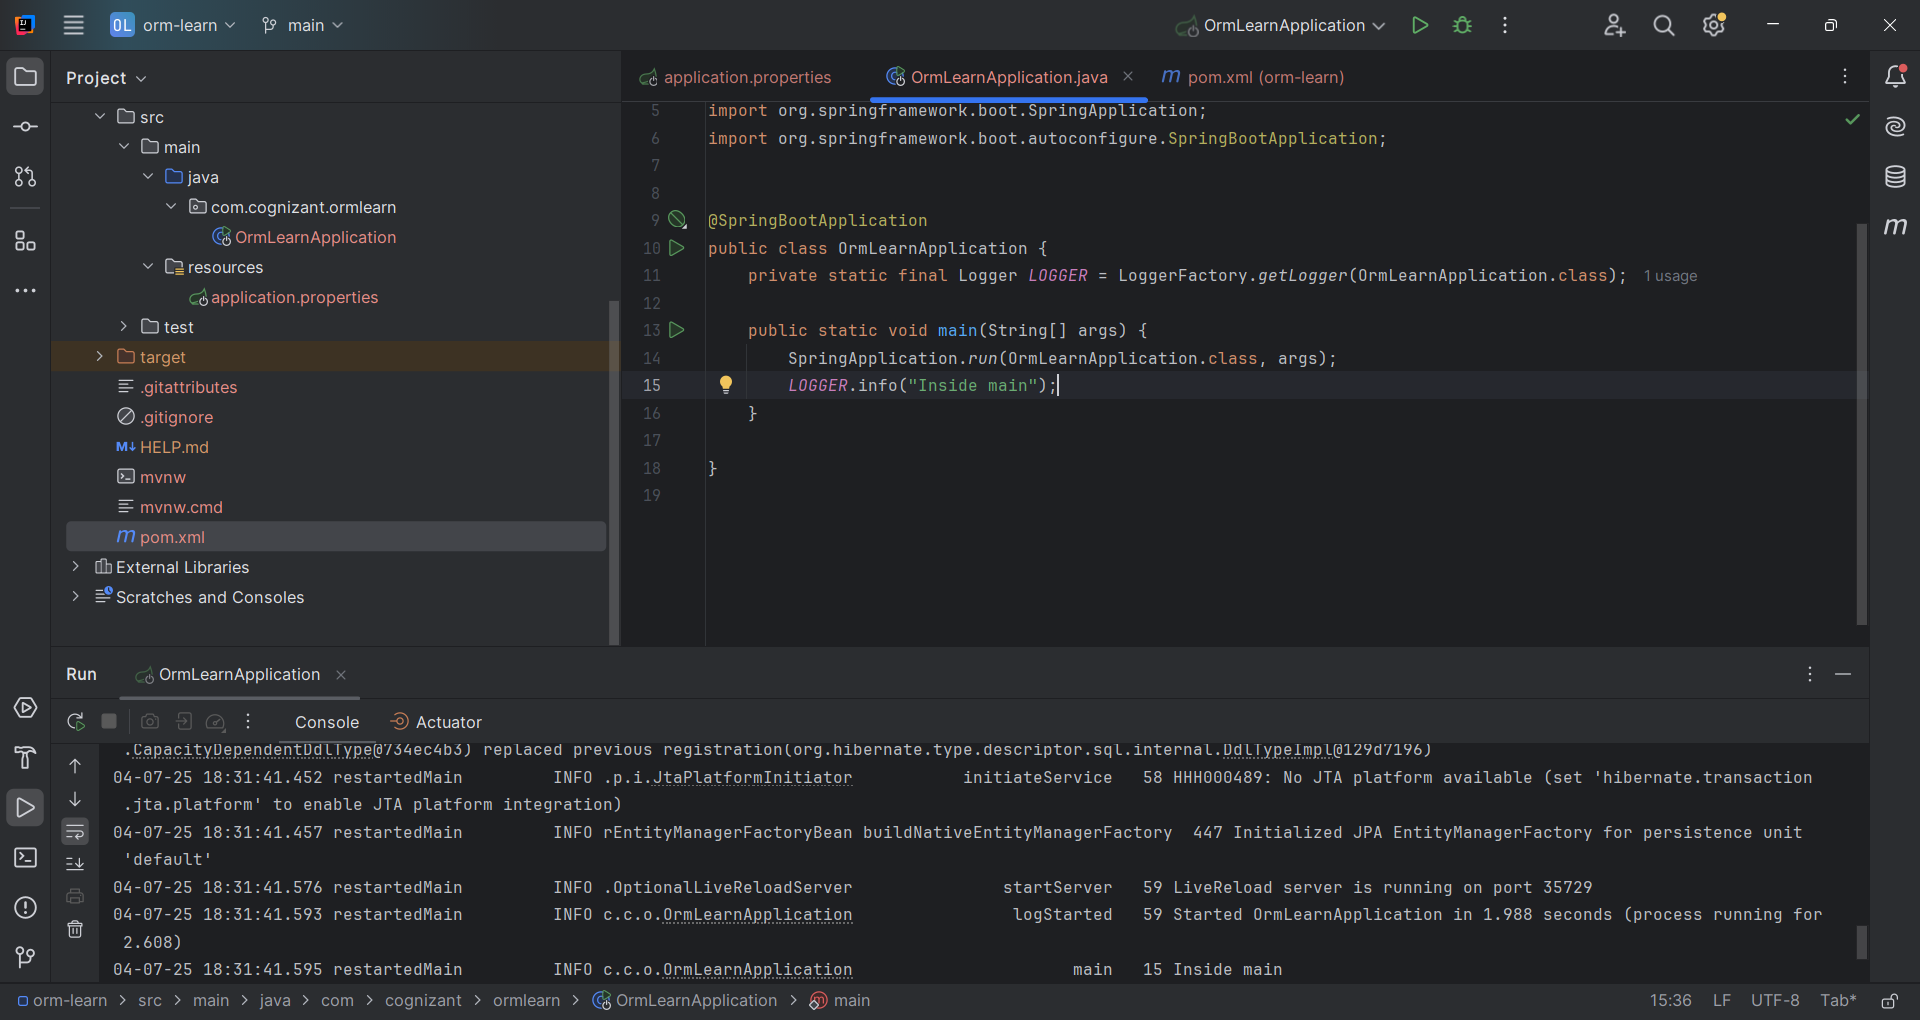 OL orm-learn main OrmLearnApplication
Project
src
main
java
com.cognizant.ormlearn
OrmLearnApplication
resources
application.properties
test
target
.gitattributes
.gitignore
M↓ HELP.md
mvnw
mvnw.cmd
m pom.xml
External Libraries
Scratches and Consoles
application.properties OrmLearnApplication.java m pom.xml (orm-learn)
5 import org.springframework.boot.SpringApplication;
6 import org.springframework.boot.autoconfigure.SpringBootApplication;
7
8
9 @SpringBootApplication
10 public class OrmLearnApplication {
11 private static final Logger LOGGER = LoggerFactory.getLogger(OrmLearnApplication.class); 1 usage
12
13 public static void main(String[] args) {
14 SpringApplication.run(OrmLearnApplication.class, args);
15 LOGGER.info("Inside main");
16 }
17
18 }
19
m
Run OrmLearnApplication
Console Actuator
.CapacityDependentDdlType@734ec4b3) replaced previous registration(org.hibernate.type.descriptor.sql.internal.DdlTypeImpl@129d7196)
04-07-25 18:31:41.452 restartedMain INFO .p.i.JtaPlatformInitiator initiateService 58 HHH000489: No JTA platform available (set 'hibernate.transaction
.jta.platform' to enable JTA platform integration)
04-07-25 18:31:41.457 restartedMain INFO rEntityManagerFactoryBean buildNativeEntityManagerFactory 447 Initialized JPA EntityManagerFactory for persistence unit
'default'
04-07-25 18:31:41.576 restartedMain INFO .OptionalLiveReloadServer startServer 59 LiveReload server is running on port 35729
04-07-25 18:31:41.593 restartedMain INFO c.c.o.OrmLearnApplication logStarted 59 Started OrmLearnApplication in 1.988 seconds (process running for
2.608)
04-07-25 18:31:41.595 restartedMain INFO c.c.o.OrmLearnApplication main 15 Inside main
orm-learn > src > main > java > com > cognizant > ormlearn > OrmLearnApplication > m main 15:36 LF UTF-8 Tab*